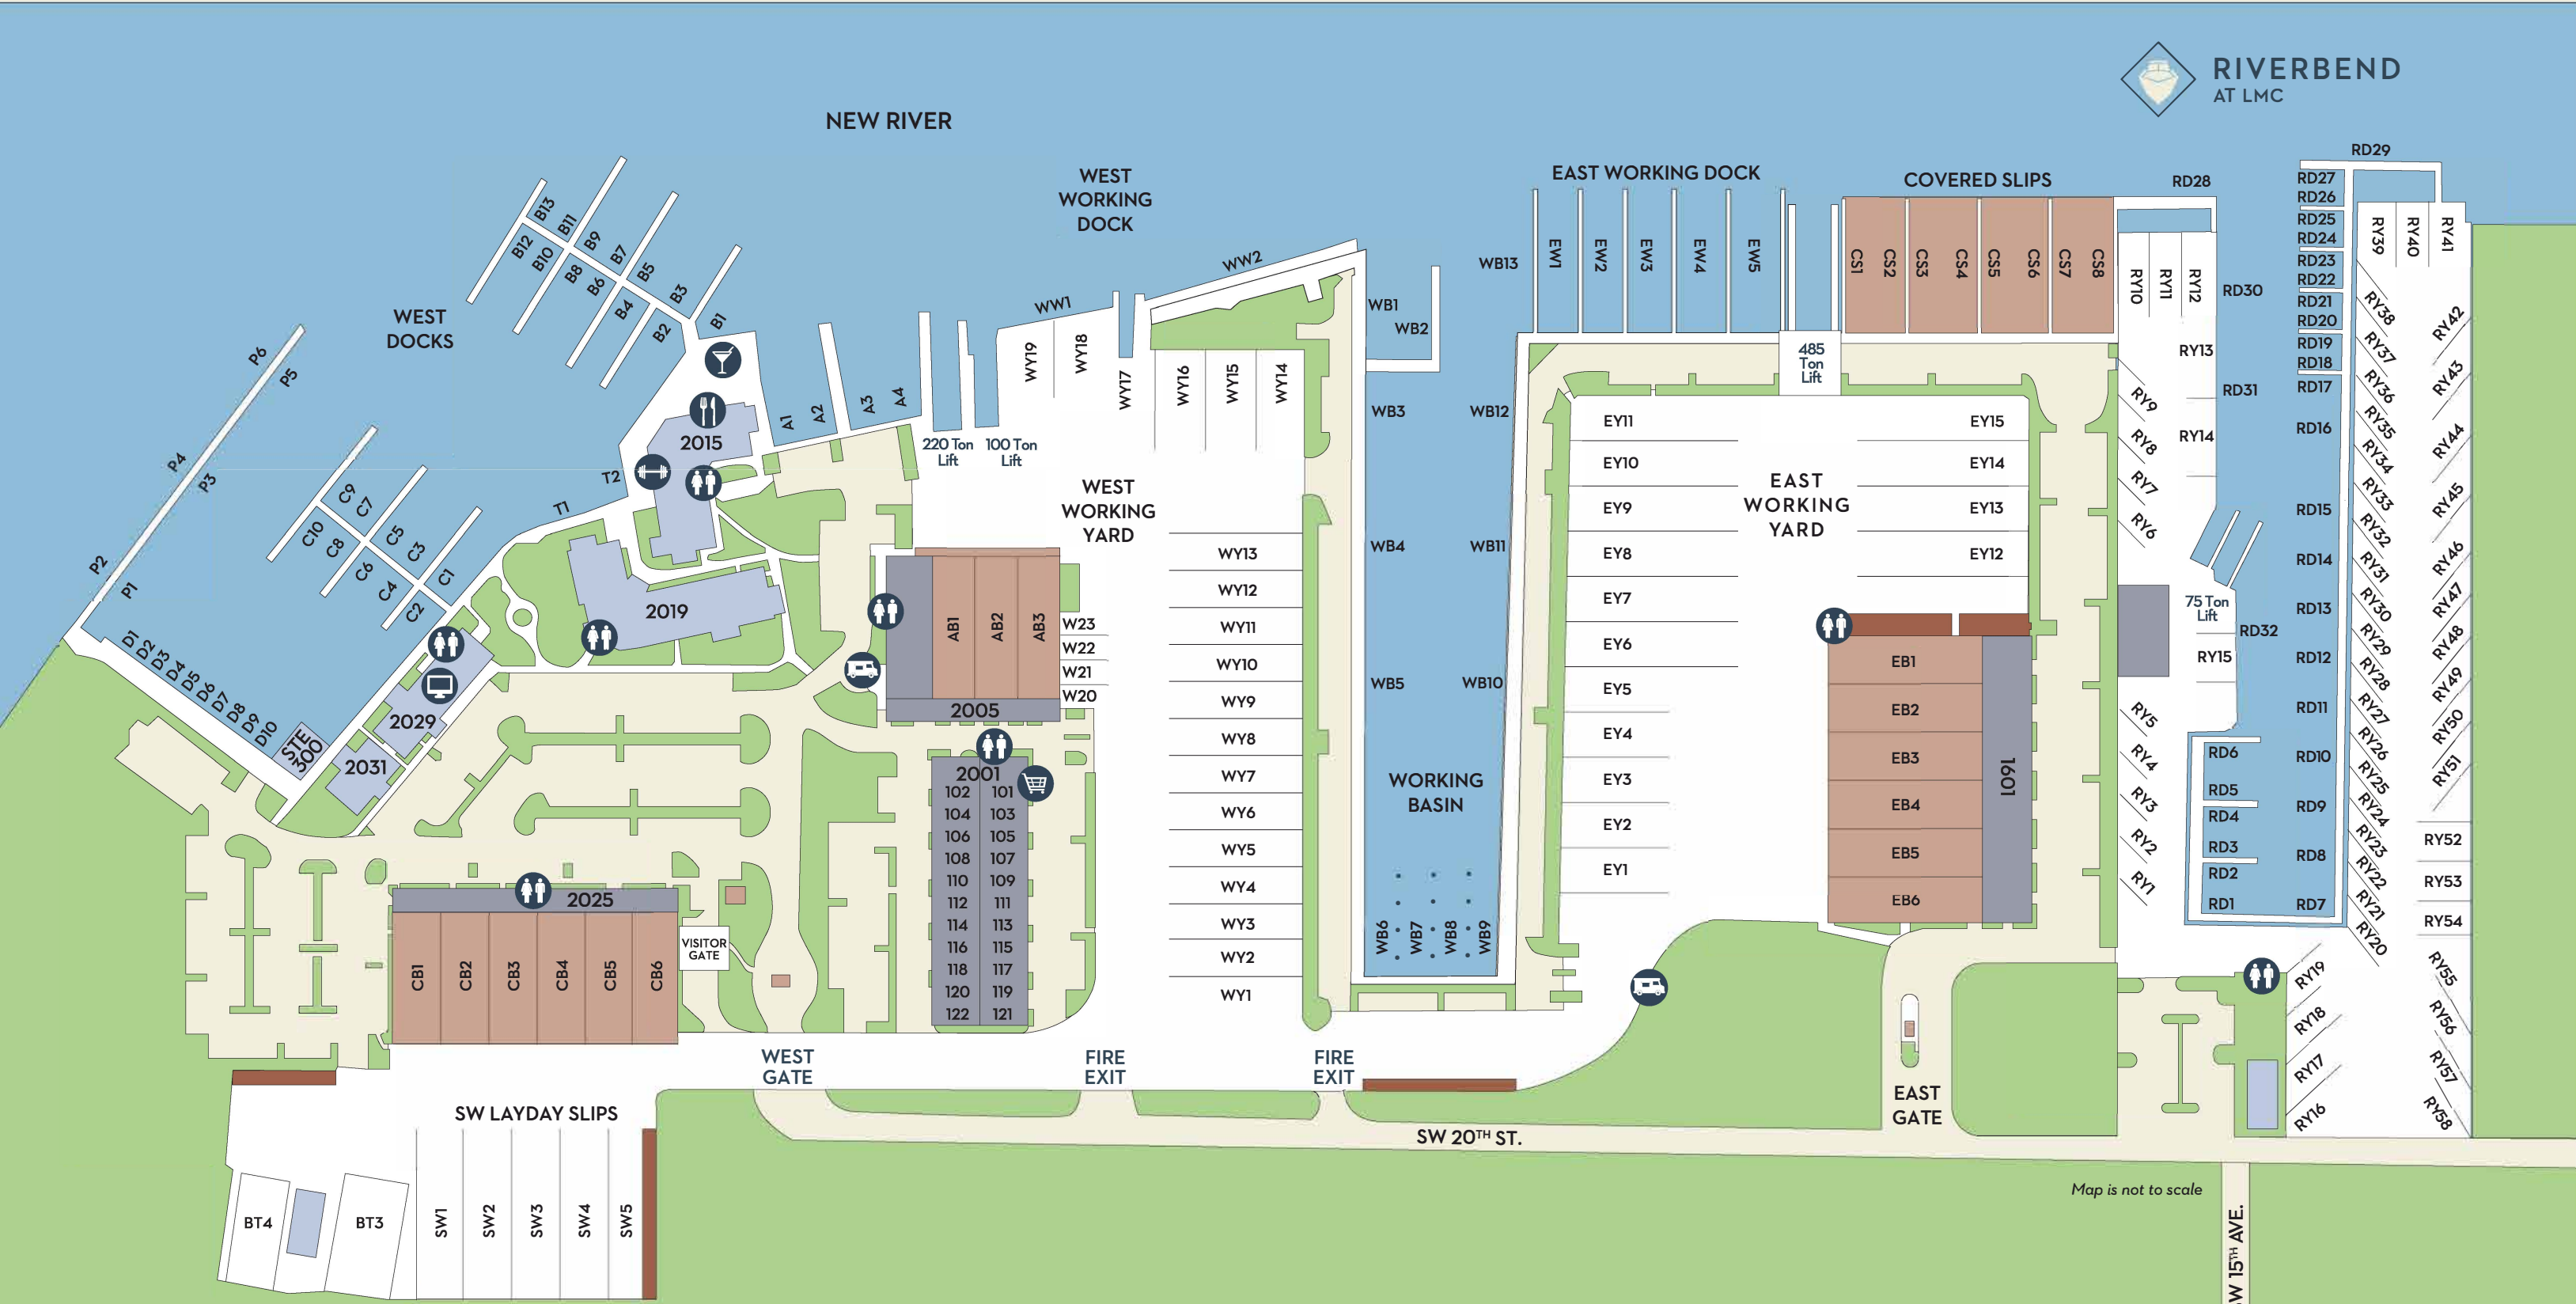 RIVERBEND
AT LMC
NEW RIVER
WEST
WORKING
DOCK
EAST WORKING DOCK
COVERED SLIPS
WEST
DOCKS
P6
P5
P4
P3
P2
P1
B13
B12
B11
B10
B9
B8
B7
B6
B5
B4
B3
B2
B1
C10
C9
C8
C7
C6
C5
C4
C3
C2
C1
D1
D2
D3
D4
D5
D6
D7
D8
D9
D10
STE
300
T1
T2
2015
2019
2029
2031
A1
A2
A3
A4
220 Ton
Lift
100 Ton
Lift
WW1
WW2
WY19
WY18
WY17
WY16
WY15
WY14
WEST
WORKING
YARD
WY13
WY12
WY11
WY10
WY9
WY8
WY7
WY6
WY5
WY4
WY3
WY2
WY1
AB1
AB2
AB3
W23
W22
W21
W20
2005
2001
102 101
104 103
106 105
108 107
110 109
112 111
114 113
116 115
118 117
120 119
122 121
2025
CB1
CB2
CB3
CB4
CB5
CB6
VISITOR
GATE
WB1
WB2
WB3
WB4
WB5
WB6
WB7
WB8
WB9
WB10
WB11
WB12
WB13
WORKING
BASIN
EW1
EW2
EW3
EW4
EW5
485
Ton
Lift
CS1
CS2
CS3
CS4
CS5
CS6
CS7
CS8
EY11
EY10
EY9
EY8
EY7
EY6
EY5
EY4
EY3
EY2
EY1
EY15
EY14
EY13
EY12
EAST
WORKING
YARD
EB1
EB2
EB3
EB4
EB5
EB6
1601
RD28
RY10
RY11
RY12
RD30
RY13
RD31
RY14
RY9
RY8
RY7
RY6
75 Ton
Lift
RD32
RY15
RY5
RY4
RY3
RY2
RY1
RD6
RD5
RD4
RD3
RD2
RD1
RD29
RD27
RD26
RD25
RD24
RD23
RD22
RD21
RD20
RD19
RD18
RD17
RD16
RD15
RD14
RD13
RD12
RD11
RD10
RD9
RD8
RD7
RY39
RY40
RY41
RY38
RY37
RY36
RY35
RY34
RY33
RY32
RY31
RY30
RY29
RY28
RY27
RY26
RY25
RY24
RY23
RY22
RY21
RY20
RY42
RY43
RY44
RY45
RY46
RY47
RY48
RY49
RY50
RY51
RY52
RY53
RY54
RY55
RY56
RY57
RY58
RY19
RY18
RY17
RY16
WEST
GATE
FIRE
EXIT
FIRE
EXIT
EAST
GATE
SW 20TH ST.
SW LAYDAY SLIPS
BT4
BT3
SW1
SW2
SW3
SW4
SW5
Map is not to scale
SW 15TH AVE.